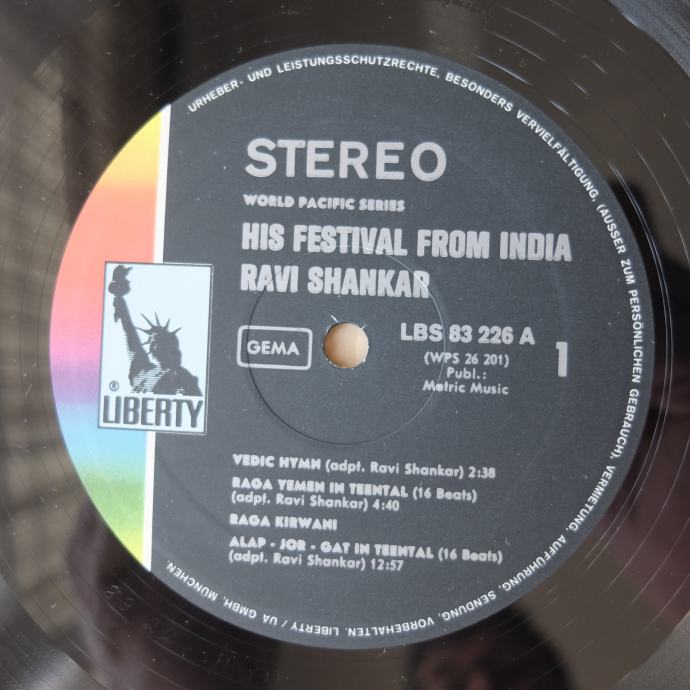 URHEBER- UND LEISTUNGSSCHUTZRECHTE, BESONDERS VERVIELFÄLTIGUNG, (AUSSER ZUM PERSÖNLICHEN GEBRAUCH), VERMIETUNG, AUFFÜHRUNG, SENDUNG, VORBEHALTEN. LIBERTY / UA GMBH, MÜNCHEN.
STEREO
WORLD PACIFIC SERIES
HIS FESTIVAL FROM INDIA
RAVI SHANKAR
GEMA
LBS 83 226 A
(WPS 26 201)
1
Publ.:
Metric Music
®
LIBERTY
VEDIC HYMN (adpt. Ravi Shankar) 2:38
RAGA YEMEN IN TEENTAL (16 Beats)
(adpt. Ravi Shankar) 4:40
RAGA KIRWANI
ALAP - JOR - GAT IN TEENTAL (16 Beats)
(adpt. Ravi Shankar) 12:57